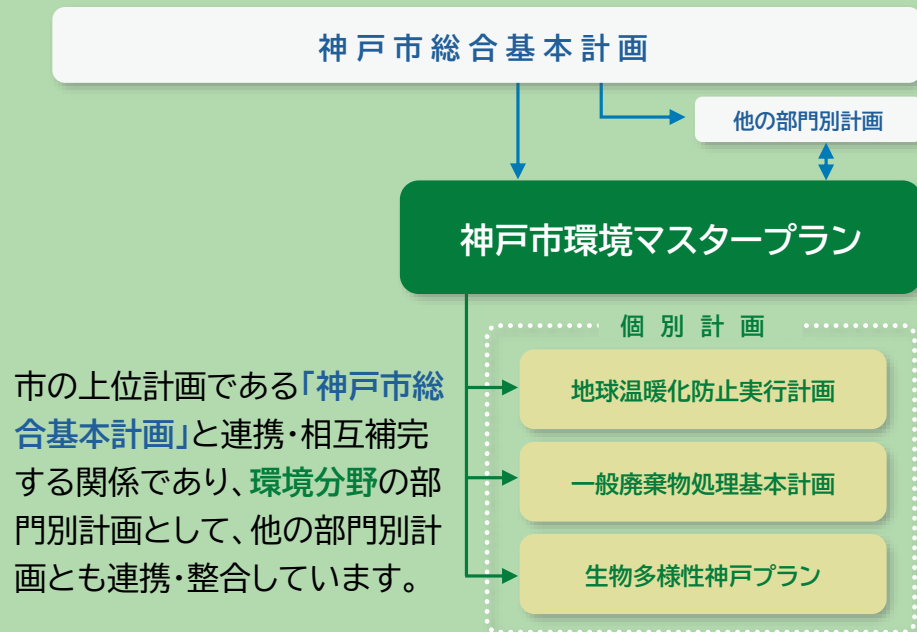 神戸市総合基本計画
他の部門別計画
神戸市環境マスタープラン
個別計画
地球温暖化防止実行計画
一般廃棄物処理基本計画
生物多様性神戸プラン
市の上位計画である「神戸市総
合基本計画」と連携・相互補完
する関係であり、環境分野の部
門別計画として、他の部門別計
画とも連携・整合しています。